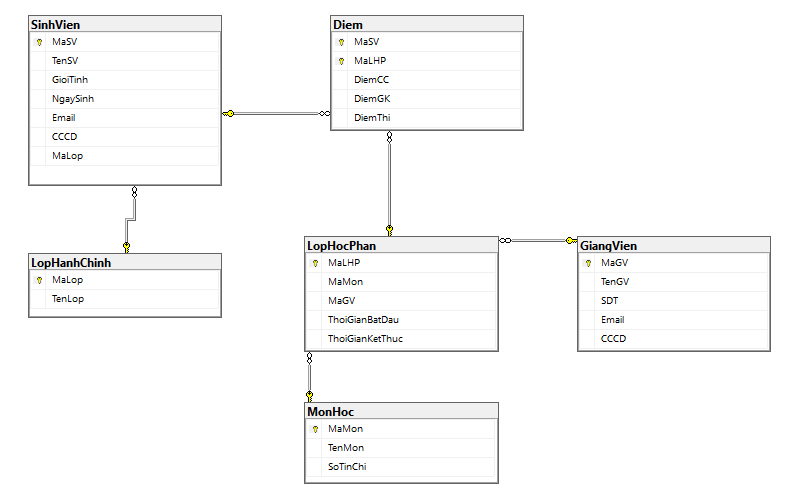 SinhVien
MaSV
TenSV
GioiTinh
NgaySinh
Email
CCCD
MaLop
Diem
MaSV
MaLHP
DiemCC
DiemGK
DiemThi
LopHanhChinh
MaLop
TenLop
LopHocPhan
MaLHP
MaMon
MaGV
ThoiGianBatDau
ThoiGianKetThuc
GiangVien
MaGV
TenGV
SDT
Email
CCCD
MonHoc
MaMon
TenMon
SoTinChi